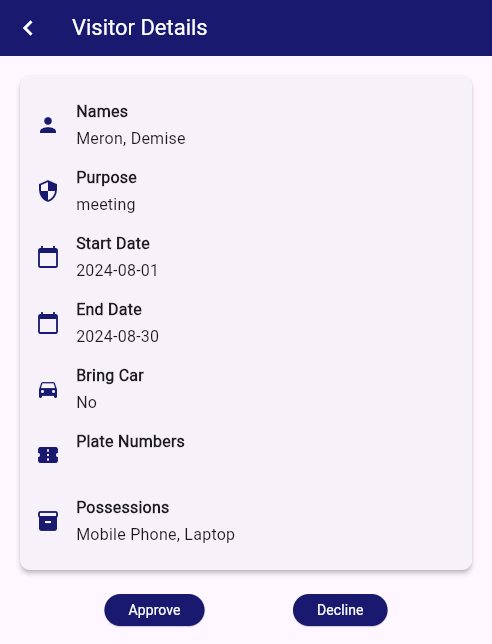 Visitor Details
Names
Meron, Demise
Purpose
meeting
Start Date
2024-08-01
End Date
2024-08-30
Bring Car
No
Plate Numbers
Possessions
Mobile Phone, Laptop
Approve
Decline